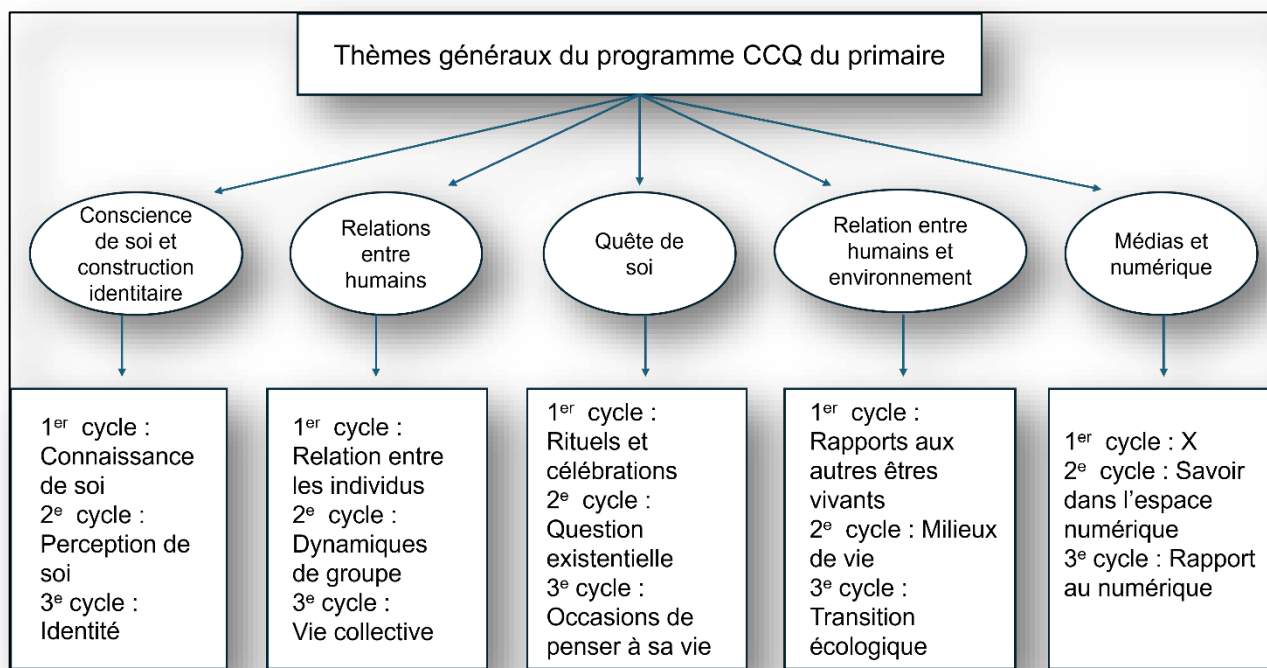 Thèmes généraux du programme CCQ du primaire
Conscience
de soi et
construction
identitaire
Relations
entre
humains
Quête de
soi
Relation entre
humains et
environnement
Médias et
numérique
1er cycle :
Connaissance
de soi
2e cycle :
Perception de
soi
3e cycle :
Identité
1er cycle :
Relation entre
les individus
2e cycle :
Dynamiques
de groupe
3e cycle :
Vie collective
1er cycle :
Rituels et
célébrations
2e cycle :
Question
existentielle
3e cycle :
Occasions de
penser à sa vie
1er cycle :
Rapports aux
autres êtres
vivants
2e cycle : Milieux
de vie
3e cycle :
Transition
écologique
1er cycle : X
2e cycle : Savoir
dans l’espace
numérique
3e cycle : Rapport
au numérique